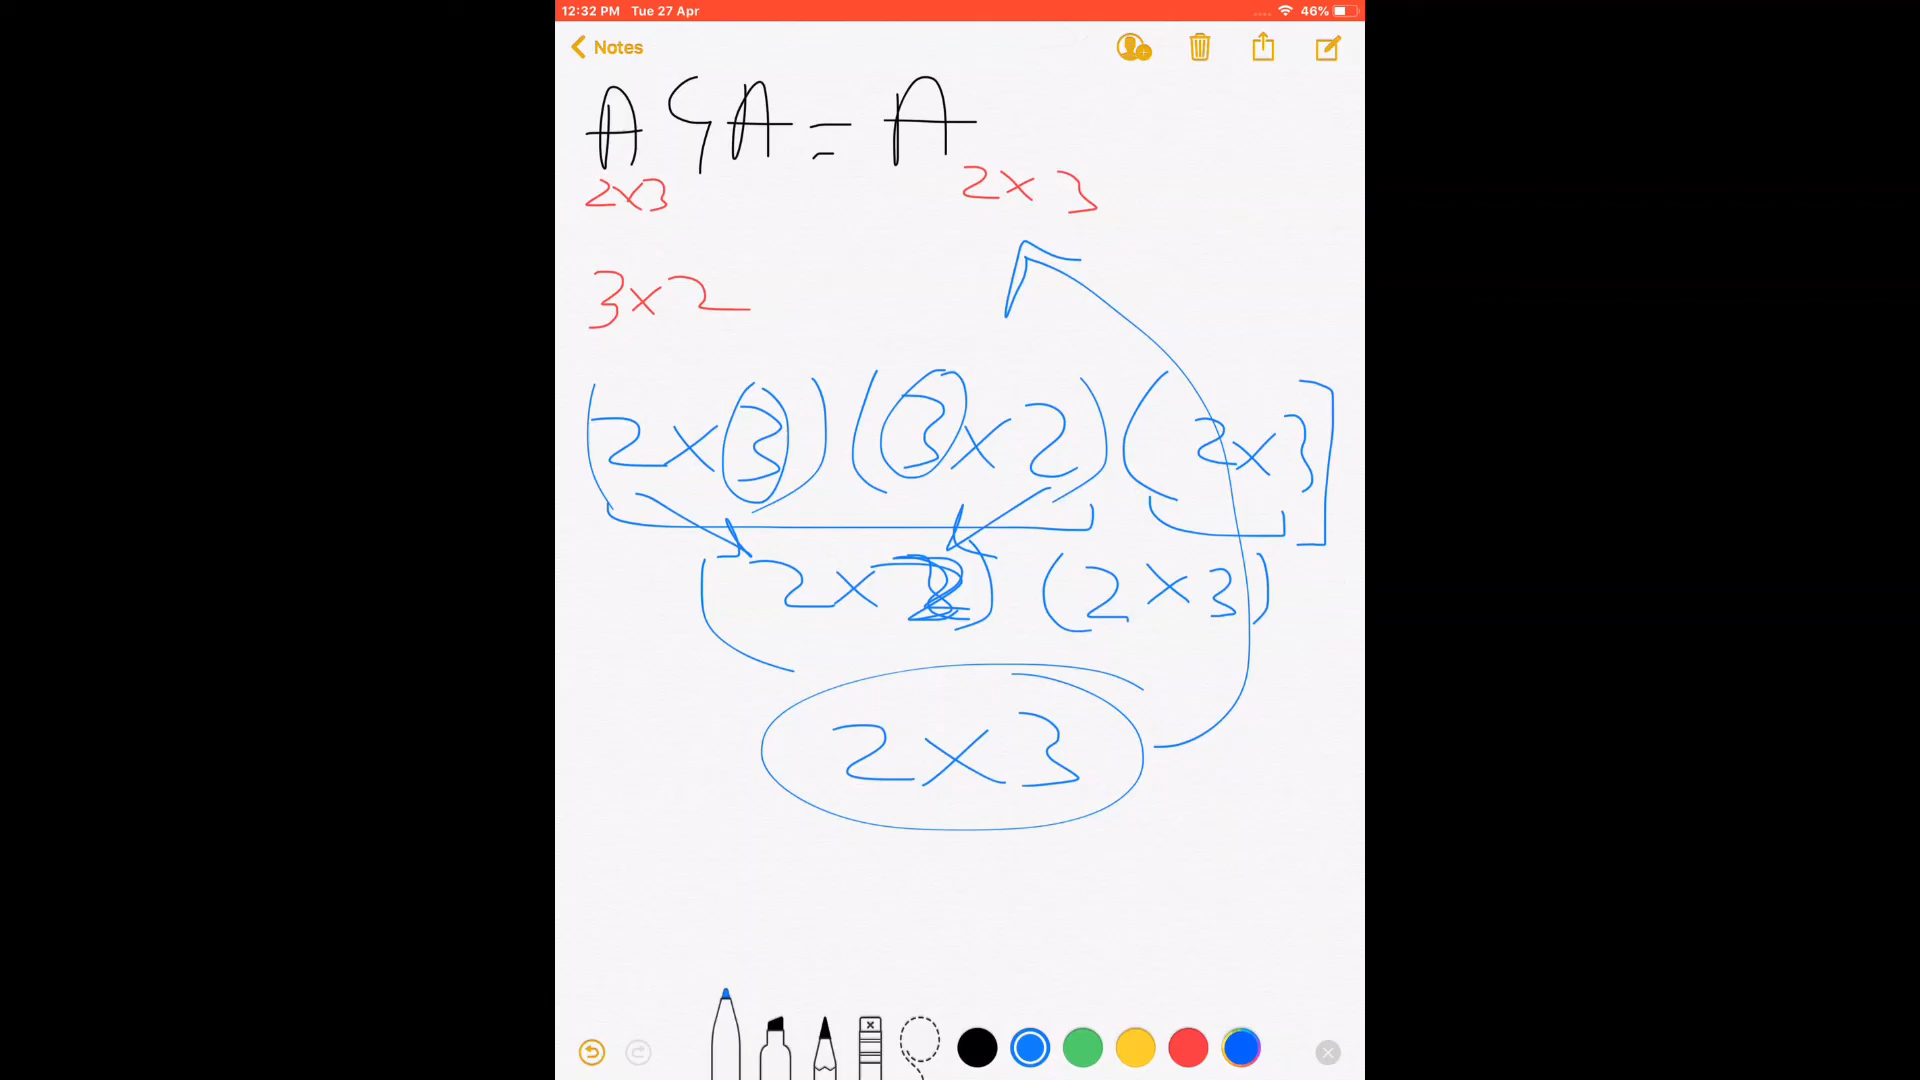 12:32 PM Tue 27 Apr 46%
Notes
A G A = A
2x3 2x3
3x2
(2x3) (3x2) (2x3]
(2x2) (2x3)
2x3